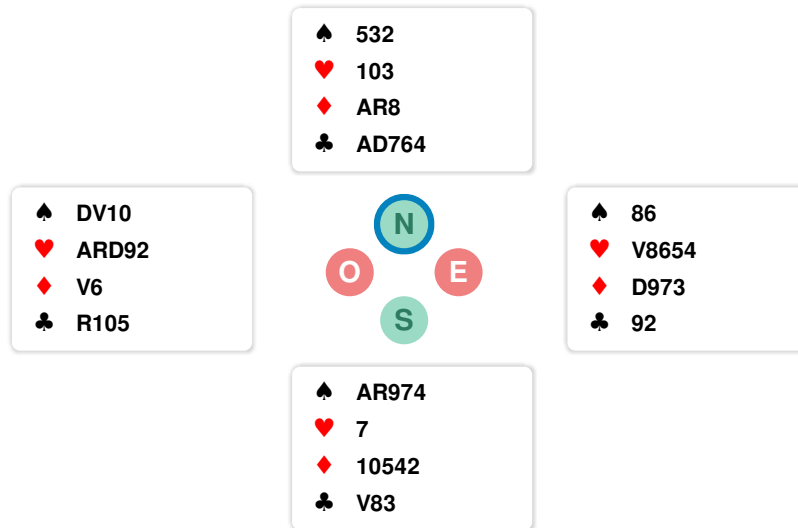 ♠ 532
♥ 103
♦ AR8
♣ AD764
♠ DV10
♥ ARD92
♦ V6
♣ R105
N
O E
S
♠ 86
♥ V8654
♦ D973
♣ 92
♠ AR974
♥ 7
♦ 10542
♣ V83